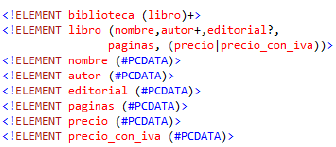 <!ELEMENT biblioteca (libro)+>
<!ELEMENT libro (nombre,autor+,editorial?,
paginas, (precio|precio_con_iva))>
<!ELEMENT nombre (#PCDATA)>
<!ELEMENT autor (#PCDATA)>
<!ELEMENT editorial (#PCDATA)>
<!ELEMENT paginas (#PCDATA)>
<!ELEMENT precio (#PCDATA)>
<!ELEMENT precio_con_iva (#PCDATA)>